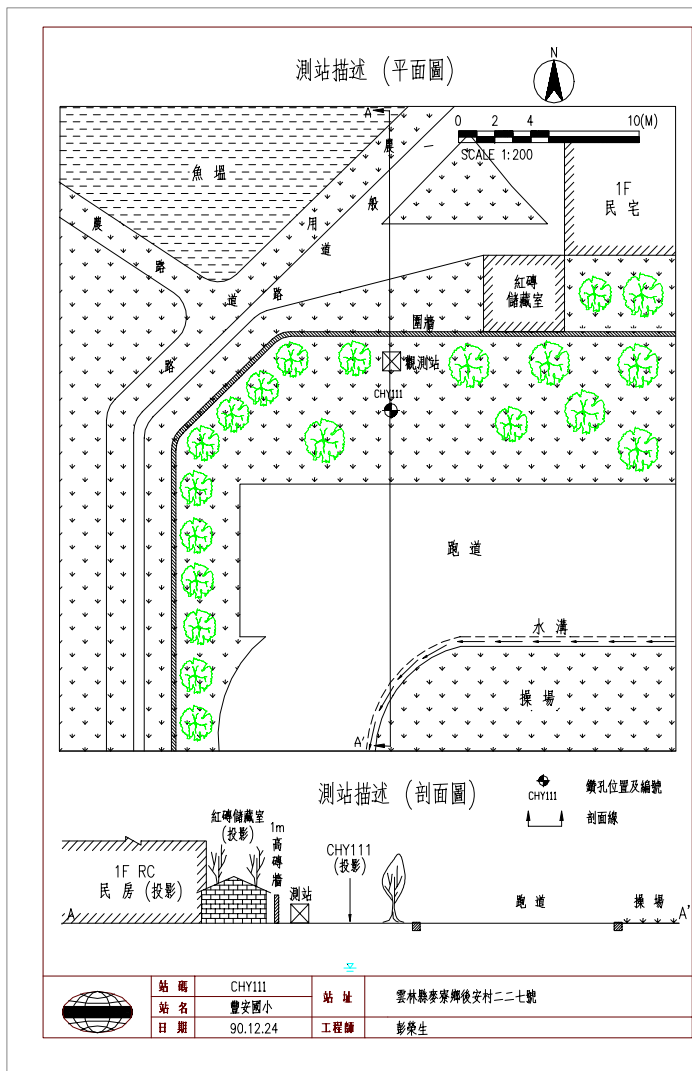 測站描述 (平面圖)
N
0 2 4 10(M)
SCALE 1:200
A
魚塭
農路
農路
農用道路
一般道路
1F
民宅
紅磚
儲藏室
圍牆
觀測站
CHY111
跑道
水溝
操場
A'
測站描述 (剖面圖)
CHY111
鑽孔位置及編號
剖面線
紅磚儲藏室
(投影)
1m高磚牆
CHY111
(投影)
1F RC
民房(投影)
測站
跑道
操場
A
A'
站碼 CHY111
站名 豐安國小
日期 90.12.24
站址 雲林縣麥寮鄉後安村二二七號
工程師 彭榮生